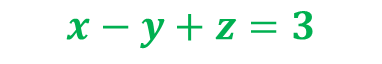 x − y + z = 3